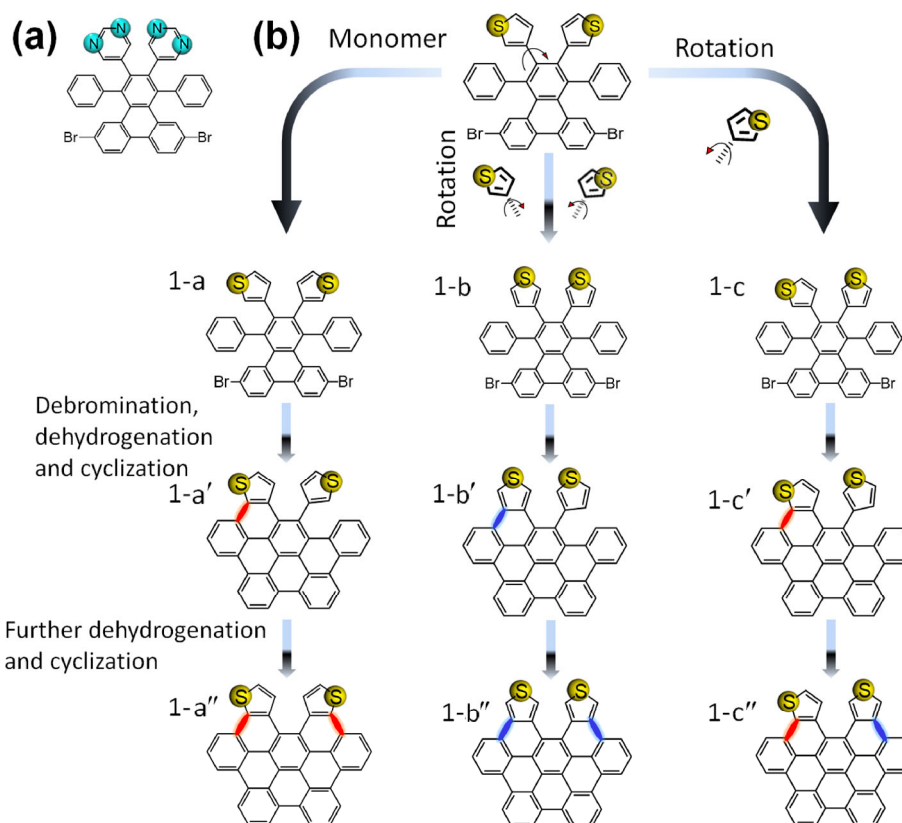 (a)
N
N
N
N
Br
Br
(b)
Monomer
S
S
Br
Br
Rotation
S
Rotation
S
S
1-a
S
S
Br
Br
1-b
S
S
Br
Br
1-c
S
S
Br
Br
Debromination,
dehydrogenation
and cyclization
1-a′
S
S
1-b′
S
S
1-c′
S
S
Further dehydrogenation
and cyclization
1-a″
S
S
1-b″
S
S
1-c″
S
S